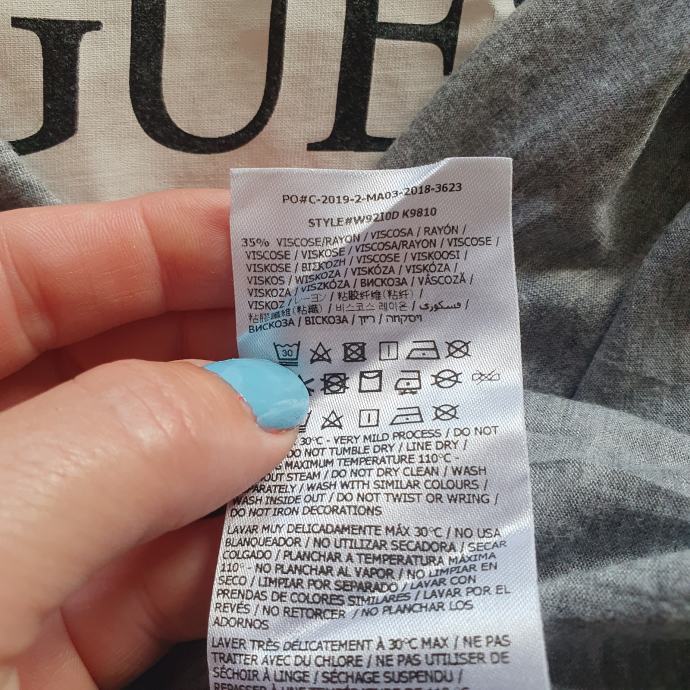 GUE
PO#C-2019-2-MA03-2018-3623
STYLE#W92I0D K9810
35% VISCOSE/RAYON / VISCOSA / RAYÓN /
VISCOSE / VISKOSE / VISCOSA/RAYON / VISCOSE /
VISKOS / ΒΙΣΚΟΖΗ / VISCOSE / VISKOOSI /
VISKOS / WISKOZA / VISKÓZA / VISKÓZA /
VISKOZA / VISZKÓZA / ВИСКОЗА / VÂSCOZĂ /
VISKOZ / レーヨン / 粘胶纤维(粘纤) /
粘膠纖維(粘纖) / 비스코스 레이온 / فسكوزى /
ВИСКОЗА / ВІСКОЗА / ויסקוזה / רייון
30
30°C - VERY MILD PROCESS / DO NOT
DO NOT TUMBLE DRY / LINE DRY /
MAXIMUM TEMPERATURE 110°C -
OUT STEAM / DO NOT DRY CLEAN / WASH
PARATELY / WASH WITH SIMILAR COLOURS /
WASH INSIDE OUT / DO NOT TWIST OR WRING /
DO NOT IRON DECORATIONS
LAVAR MUY DELICADAMENTE MÁX 30°C / NO USA
BLANQUEADOR / NO UTILIZAR SECADORA / SECAR
COLGADO / PLANCHAR A TEMPERATURA MÁXIMA
110° - NO PLANCHAR AL VAPOR / NO LIMPIAR EN
SECO / LIMPIAR POR SEPARADO / LAVAR CON
PRENDAS DE COLORES SIMILARES / LAVAR POR EL
REVÉS / NO RETORCER / NO PLANCHAR LOS
ADORNOS
LAVER TRÈS DÉLICATEMENT À 30°C MAX / NE PAS
TRAITER AVEC DU CHLORE / NE PAS UTILISER DE
SÉCHOIR À LINGE / SÉCHAGE SUSPENDU /